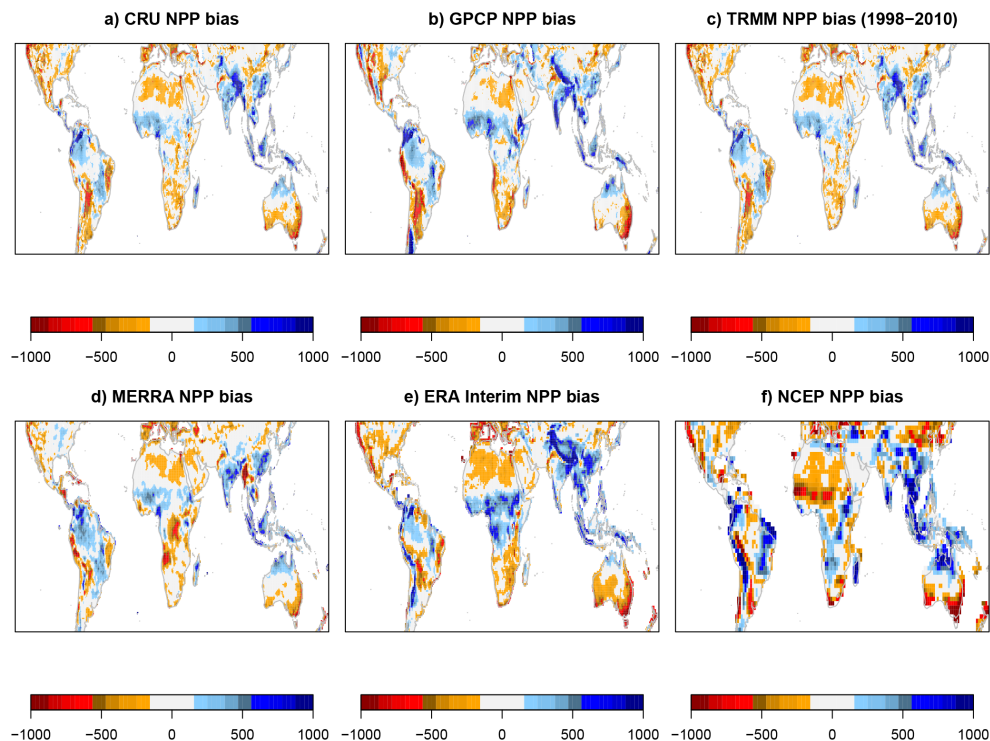 a) CRU NPP bias
b) GPCP NPP bias
c) TRMM NPP bias (1998−2010)
−1000 −500 0 500 1000
−1000 −500 0 500 1000
−1000 −500 0 500 1000
d) MERRA NPP bias
e) ERA Interim NPP bias
f) NCEP NPP bias
−1000 −500 0 500 1000
−1000 −500 0 500 1000
−1000 −500 0 500 1000